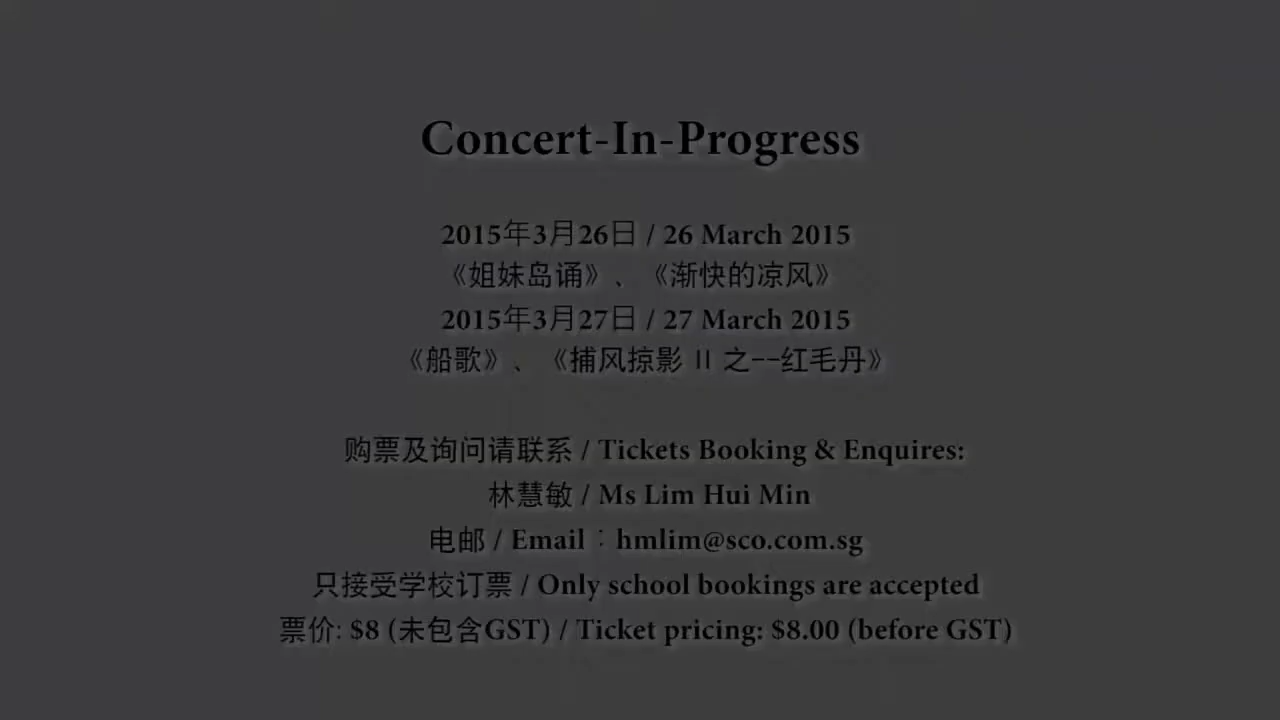 Concert-In-Progress
2015年3月26日 / 26 March 2015
《姐妹岛诵》、《渐快的凉风》
2015年3月27日 / 27 March 2015
《船歌》、《捕风掠影 II 之--红毛丹》
购票及询问请联系 / Tickets Booking & Enquires:
林慧敏 / Ms Lim Hui Min
电邮 / Email：hmlim@sco.com.sg
只接受学校订票 / Only school bookings are accepted
票价: $8 (未包含GST) / Ticket pricing: $8.00 (before GST)